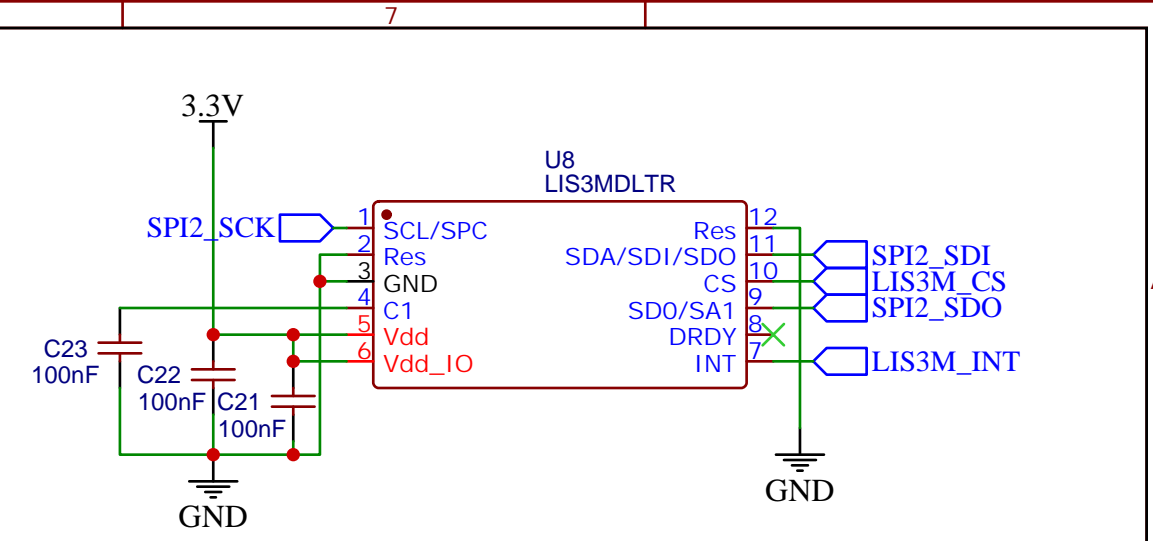 7
3.3V
U8
LIS3MDLTR
SPI2_SCK
1
SCL/SPC
2
Res
3
GND
4
C1
5
Vdd
6
Vdd_IO
12
Res
11
SDA/SDI/SDO
SPI2_SDI
10
CS
LIS3M_CS
9
SD0/SA1
SPI2_SDO
8
DRDY
7
INT
LIS3M_INT
C23
100nF
C22
100nF
C21
100nF
GND
GND